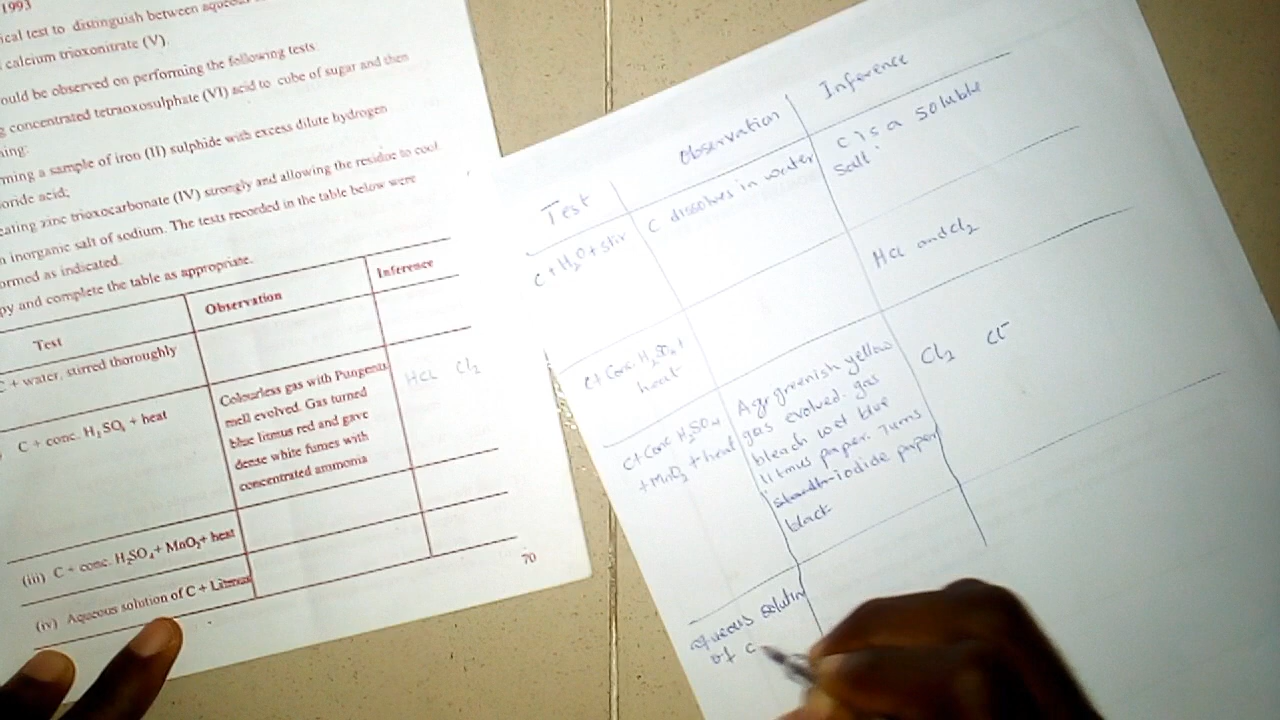 1993
ical test to distinguish between aqueous
calcium trioxonitrate (V).
ould be observed on performing the following tests
g concentrated tetraoxosulphate (VI) acid to cube of sugar and then
ning:
rming a sample of iron (II) sulphide with excess dilute hydrogen
oride acid;
eating zinc trioxocarbonate (IV) strongly and allowing the residue to cool
n inorganic salt of sodium. The tests recorded in the table below were
ormed as indicated.
py and complete the table as appropriate.
Test
Observation
Inference
C + water, stirred thoroughly
C + conc. H2SO4 + heat
Colourless gas with Pungents
mell evolved. Gas turned
blue litmus red and gave
dense white fumes with
concentrated ammonia
HCL Cl2
(iii) C + conc. H2SO4+ MnO2+ heat
(iv) Aqueous solution of C + Litmus
70
Test
Observation
Inference
C + H2O + stir
C dissolves in water
C is a soluble
salt.
C+ Conc. H2SO4 +
heat
HCL and Cl2
C+ Conc H2SO4
+ MnO2 + heat
greenish yellow
gas evolved. gas
bleach wet blue
litmus paper. Turns
-iodide paper
black
Cl2 Cl-
aqueous solution
of c